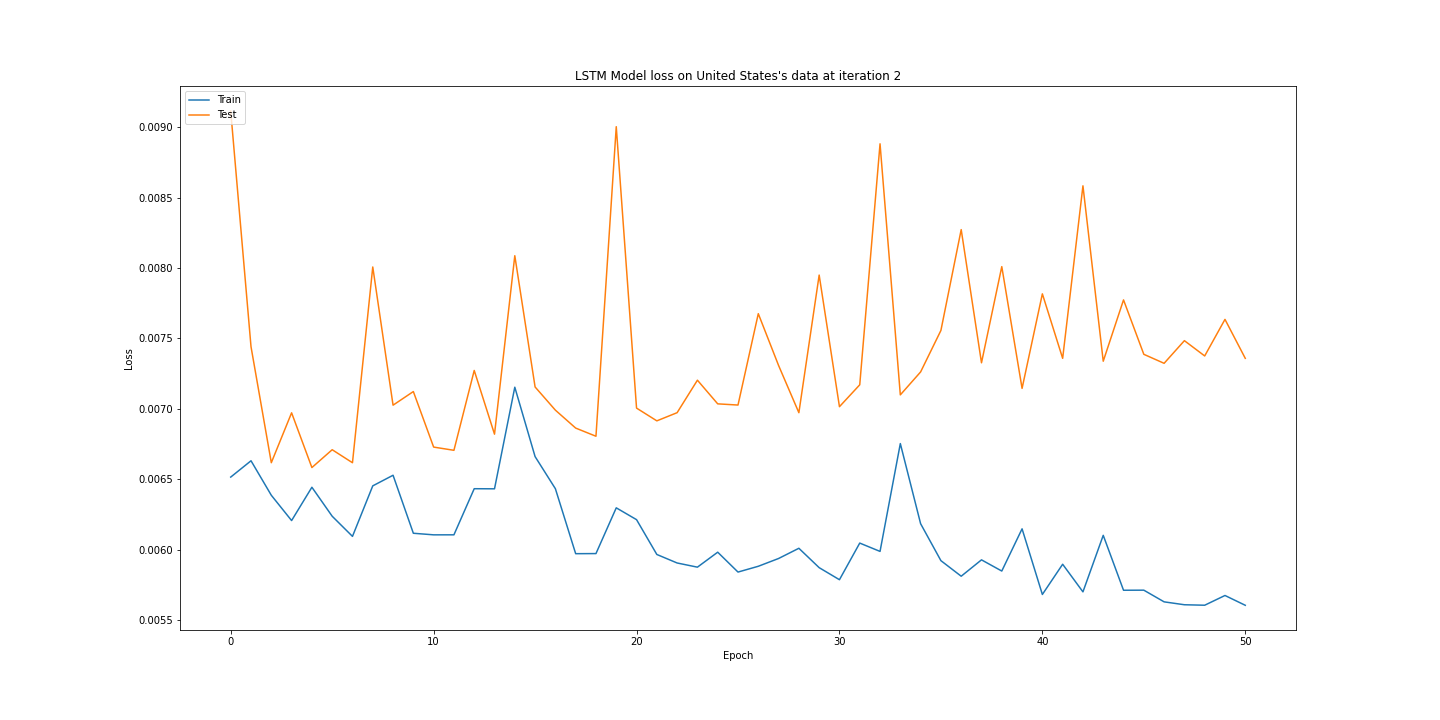 LSTM Model loss on United States's data at iteration 2
Train
Test
0.0090
0.0085
0.0080
0.0075
0.0070
0.0065
0.0060
0.0055
Loss
0 10 20 30 40 50
Epoch